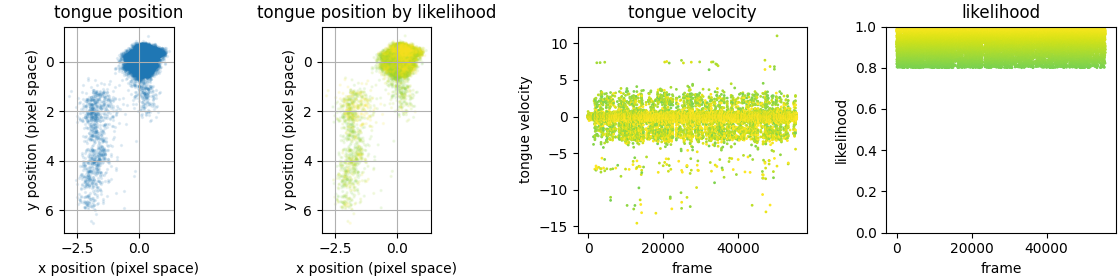 tongue position
tongue position by likelihood
tongue velocity
likelihood
y position (pixel space)
0
2
4
6
−2.5
0.0
x position (pixel space)
y position (pixel space)
0
2
4
6
−2.5
0.0
x position (pixel space)
tongue velocity
10
5
0
−5
−10
−15
0
20000
40000
frame
likelihood
1.0
0.8
0.6
0.4
0.2
0.0
0
20000
40000
frame